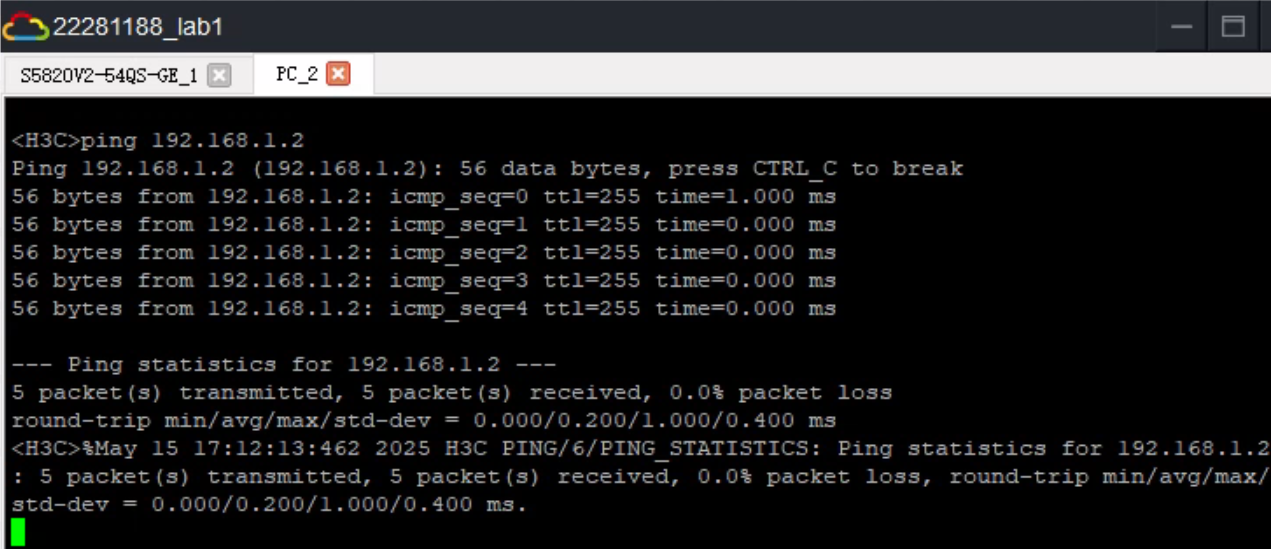 22281188_lab1
S5820V2-54QS-GE_1
PC_2
<H3C>ping 192.168.1.2
Ping 192.168.1.2 (192.168.1.2): 56 data bytes, press CTRL_C to break
56 bytes from 192.168.1.2: icmp_seq=0 ttl=255 time=1.000 ms
56 bytes from 192.168.1.2: icmp_seq=1 ttl=255 time=0.000 ms
56 bytes from 192.168.1.2: icmp_seq=2 ttl=255 time=0.000 ms
56 bytes from 192.168.1.2: icmp_seq=3 ttl=255 time=0.000 ms
56 bytes from 192.168.1.2: icmp_seq=4 ttl=255 time=0.000 ms
--- Ping statistics for 192.168.1.2 ---
5 packet(s) transmitted, 5 packet(s) received, 0.0% packet loss
round-trip min/avg/max/std-dev = 0.000/0.200/1.000/0.400 ms
<H3C>%May 15 17:12:13:462 2025 H3C PING/6/PING_STATISTICS: Ping statistics for 192.168.1.2
: 5 packet(s) transmitted, 5 packet(s) received, 0.0% packet loss, round-trip min/avg/max/
std-dev = 0.000/0.200/1.000/0.400 ms.